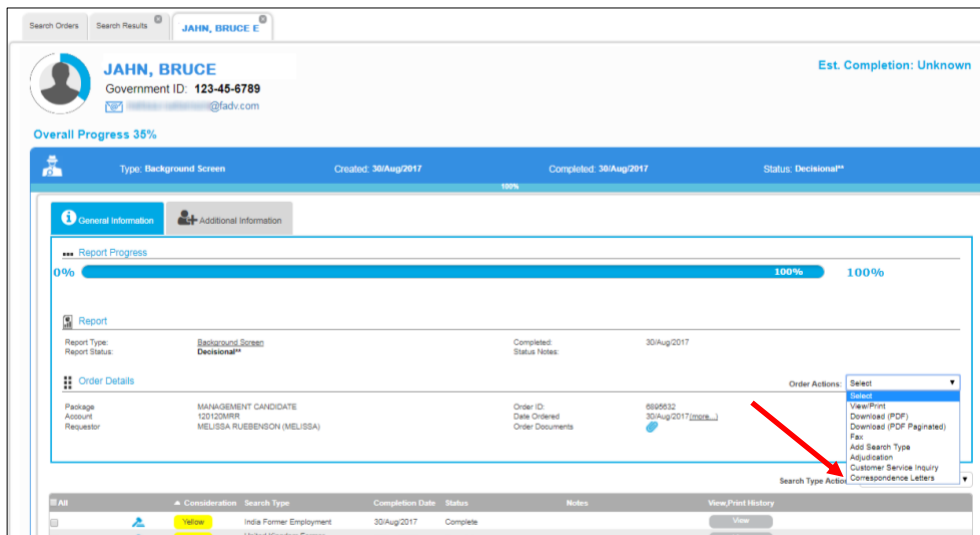 Search Orders
Search Results
JAHN, BRUCE E
JAHN, BRUCE
Est. Completion: Unknown
Government ID: 123-45-6789
@fadv.com
Overall Progress 35%
Type: Background Screen Created: 30/Aug/2017 Completed: 30/Aug/2017 Status: Decisional**
100%
General Information
Additional Information
Report Progress
0% 100% 100%
Report
Report Type: Background Screen Completed: 30/Aug/2017
Report Status: Decisional** Status Notes:
Order Details
Order Actions: Select
Package MANAGEMENT CANDIDATE Order ID: 6895632
Account 120120MRR Date Ordered 30/Aug/2017(more...)
Requestor MELISSA RUEBENSON (MELISSA) Order Documents
Select
View/Print
Download (PDF)
Download (PDF Paginated)
Fax
Add Search Type
Adjudication
Customer Service Inquiry
Correspondence Letters
Search Type Action
All Consideration Search Type Completion Date Status Notes View,Print History
Yellow India Former Employment 30/Aug/2017 Complete View